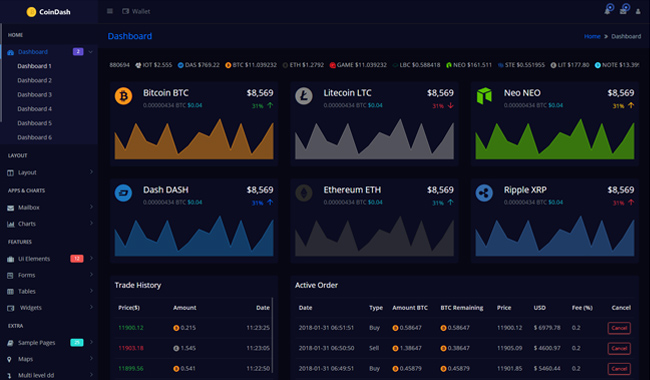 CoinDash
Wallet
HOME
Dashboard 2
Dashboard 1
Dashboard 2
Dashboard 3
Dashboard 4
Dashboard 5
Dashboard 6
LAYOUT
Layout
APPS & CHARTS
Mailbox
Charts
FEATURES
Ui Elements 12
Forms
Tables
Widgets
EXTRA
Sample Pages 25
Maps
Multi level dd
Dashboard
Home » Dashboard
880694 IOT $2.555 DAS $769.22 BTC $11.039232 ETH $1.2792 GAME $11.039232 LBC $0.588418 NEO $161.511 STE $0.551955 LIT $177.80 NOTE $13.399
Bitcoin BTC $8,569
0.00000434 BTC $0.04 31%
Litecoin LTC $8,569
0.00000434 BTC $0.04 31%
Neo NEO $8,569
0.00000434 BTC $0.04 31%
Dash DASH $8,569
0.00000434 BTC $0.04 31%
Ethereum ETH $8,569
0.00000434 BTC $0.04 31%
Ripple XRP $8,569
0.00000434 BTC $0.04 31%
Trade History
Price($) Amount Date
11900.12 0.215 11:23:25
11905.18 1.545 11:23:05
11899.56 0.541 11:22:50
Active Order
Date Type Amount BTC BTC Remaining Price USD Fee (%) Cancel
2018-01-31 06:51:51 Buy 0.58647 0.58647 11900.12 $ 6979.78 0.2 Cancel
2018-01-31 06:50:50 Sell 1.38647 0.38647 11905.09 $ 4600.97 0.2 Cancel
2018-01-31 06:49:51 Buy 0.45879 0.45879 11901.85 $ 5460.44 0.2 Cancel